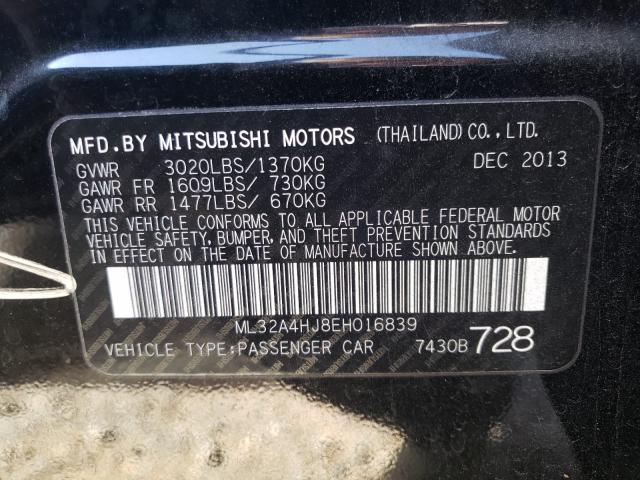 MFD.BY MITSUBISHI MOTORS (THAILAND)CO.,LTD.
GVWR 3020LBS/1370KG DEC 2013
GAWR FR 1609LBS/ 730KG
GAWR RR 1477LBS/ 670KG
THIS VEHICLE CONFORMS TO ALL APPLICABLE FEDERAL MOTOR
VEHICLE SAFETY, BUMPER, AND THEFT PREVENTION STANDARDS
IN EFFECT ON THE DATE OF MANUFACTURE SHOWN ABOVE.
ML32A4HJ8EH016839
VEHICLE TYPE:PASSENGER CAR 7430B 728